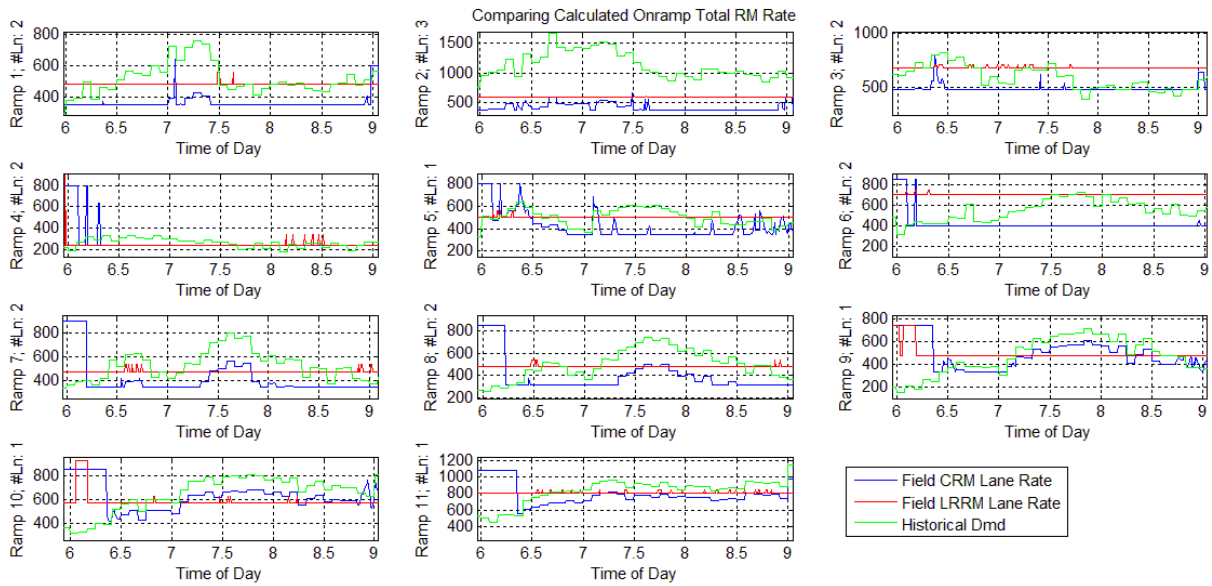 Comparing Calculated Onramp Total RM Rate
Ramp 1; #Ln: 2
800
600
400
6 6.5 7 7.5 8 8.5 9
Time of Day
Ramp 2; #Ln: 3
1500
1000
500
6 6.5 7 7.5 8 8.5 9
Time of Day
Ramp 3; #Ln: 2
1000
800
600
400
6 6.5 7 7.5 8 8.5 9
Time of Day
Ramp 4; #Ln: 2
800
600
400
200
6 6.5 7 7.5 8 8.5 9
Time of Day
Ramp 5; #Ln: 1
800
600
400
200
6 6.5 7 7.5 8 8.5 9
Time of Day
Ramp 6; #Ln: 2
800
600
400
200
6 6.5 7 7.5 8 8.5 9
Time of Day
Ramp 7; #Ln: 2
800
600
400
6 6.5 7 7.5 8 8.5 9
Time of Day
Ramp 8; #Ln: 2
800
600
400
200
6 6.5 7 7.5 8 8.5 9
Time of Day
Ramp 9; #Ln: 1
800
600
400
200
6 6.5 7 7.5 8 8.5 9
Time of Day
Ramp 10; #Ln: 1
800
600
400
6 6.5 7 7.5 8 8.5 9
Time of Day
Ramp 11; #Ln: 1
1200
1000
800
600
400
6 6.5 7 7.5 8 8.5 9
Time of Day
Field CRM Lane Rate
Field LRRM Lane Rate
Historical Dmd